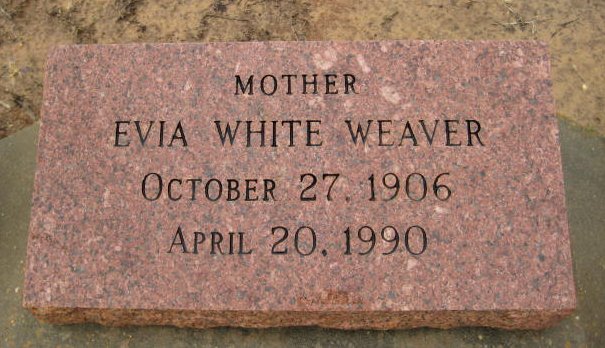 MOTHER
EVIA WHITE WEAVER
OCTOBER 27, 1906
APRIL 20, 1990